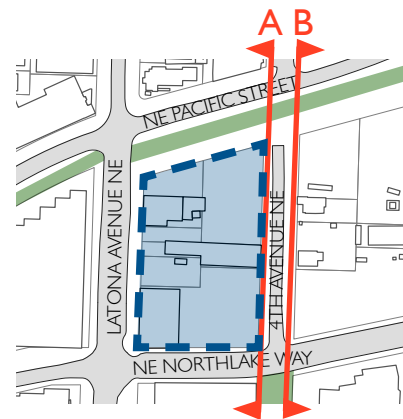 A B
NE PACIFIC STREET
LATONA AVENUE NE
4TH AVENUE NE
NE NORTHLAKE WAY